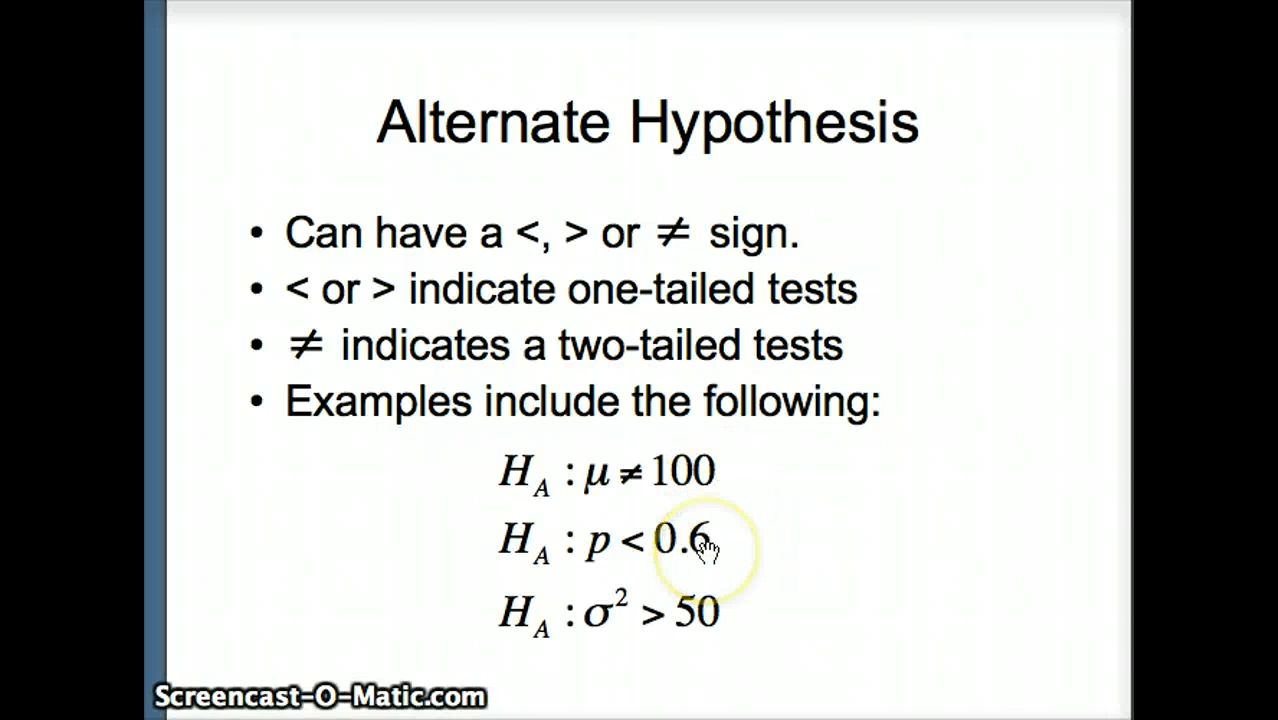 Alternate Hypothesis
• Can have a <, > or ≠ sign.
• < or > indicate one-tailed tests
• ≠ indicates a two-tailed tests
• Examples include the following:
H_A : μ ≠ 100
H_A : p < 0.6
H_A : σ² > 50
Screencast-O-Matic.com